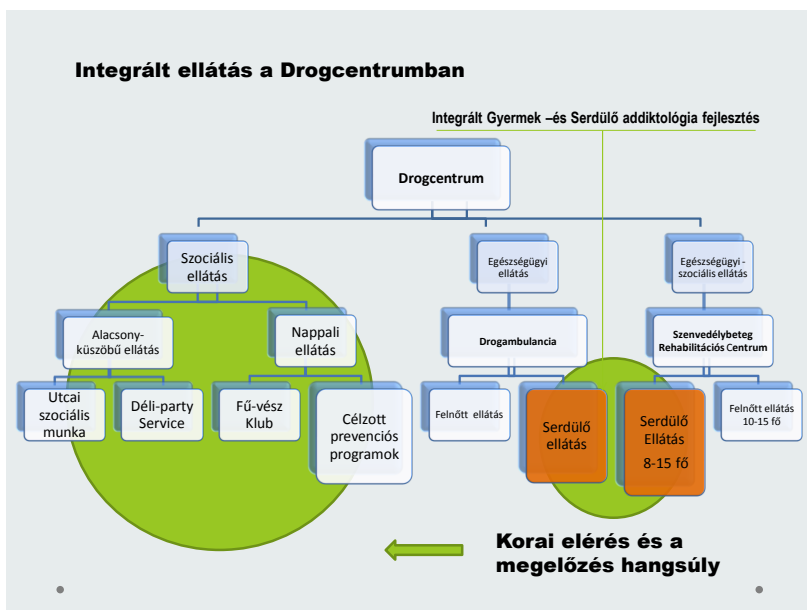 Integrált ellátás a Drogcentrumban
Integrált Gyermek –és Serdülő addiktológia fejlesztés
Drogcentrum
Szociális
ellátás
Egészségügyi
ellátás
Egészségügyi -
szociális ellátás
Alacsony-
küszöbű ellátás
Nappali
ellátás
Drogambulancia
Szenvedélybeteg
Rehabilitációs Centrum
Utcai
szociális
munka
Déli-party
Service
Fű-vész
Klub
Célzott
prevenciós
programok
Felnőtt ellátás
Serdülő
ellátás
Serdülő
Ellátás
8-15 fő
Felnőtt ellátás
10-15 fő
Korai elérés és a
megelőzés hangsúly